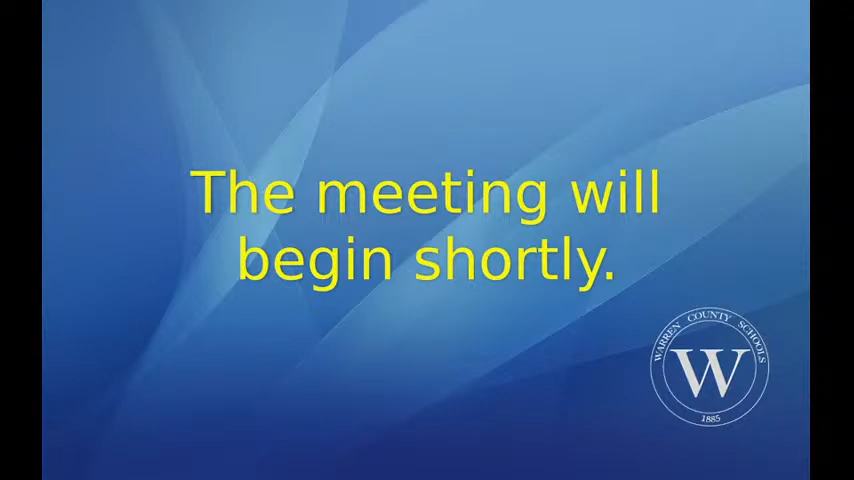 The meeting will
begin shortly.
WARREN COUNTY SCHOOLS
W
1885